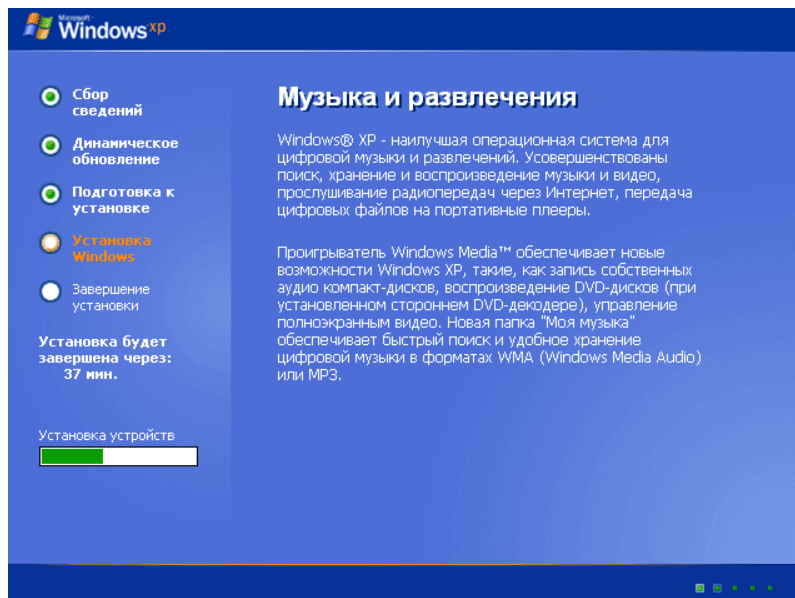 Microsoft
Windows xp
Сбор
сведений
Динамическое
обновление
Подготовка к
установке
Установка
Windows
Завершение
установки
Установка будет
завершена через:
37 мин.
Установка устройств
Музыка и развлечения
Windows® XP - наилучшая операционная система для
цифровой музыки и развлечений. Усовершенствованы
поиск, хранение и воспроизведение музыки и видео,
прослушивание радиопередач через Интернет, передача
цифровых файлов на портативные плееры.
Проигрыватель Windows Media™ обеспечивает новые
возможности Windows XP, такие, как запись собственных
аудио компакт-дисков, воспроизведение DVD-дисков (при
установленном стороннем DVD-декодере), управление
полноэкранным видео. Новая папка "Моя музыка"
обеспечивает быстрый поиск и удобное хранение
цифровой музыки в форматах WMA (Windows Media Audio)
или MP3.